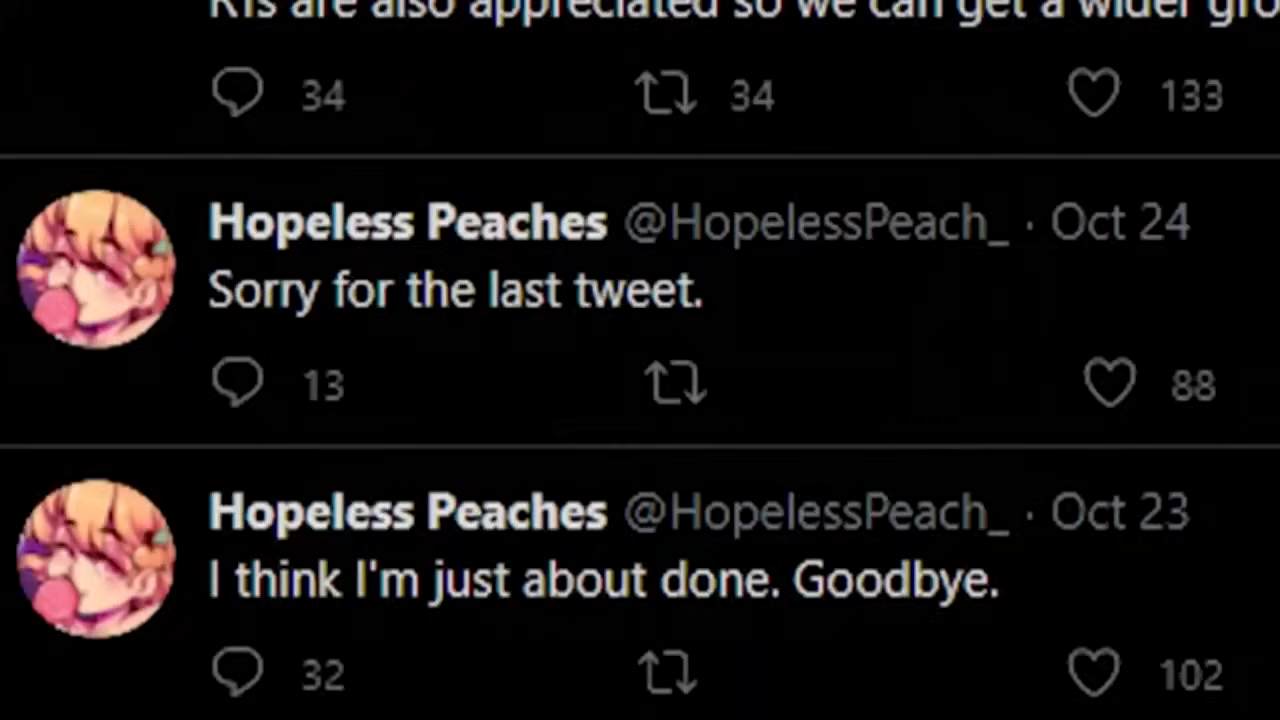 RTs are also appreciated so we can get a wider
34 34 133
Hopeless Peaches @HopelessPeach_ · Oct 24
Sorry for the last tweet.
13 88
Hopeless Peaches @HopelessPeach_ · Oct 23
I think I'm just about done. Goodbye.
32 102